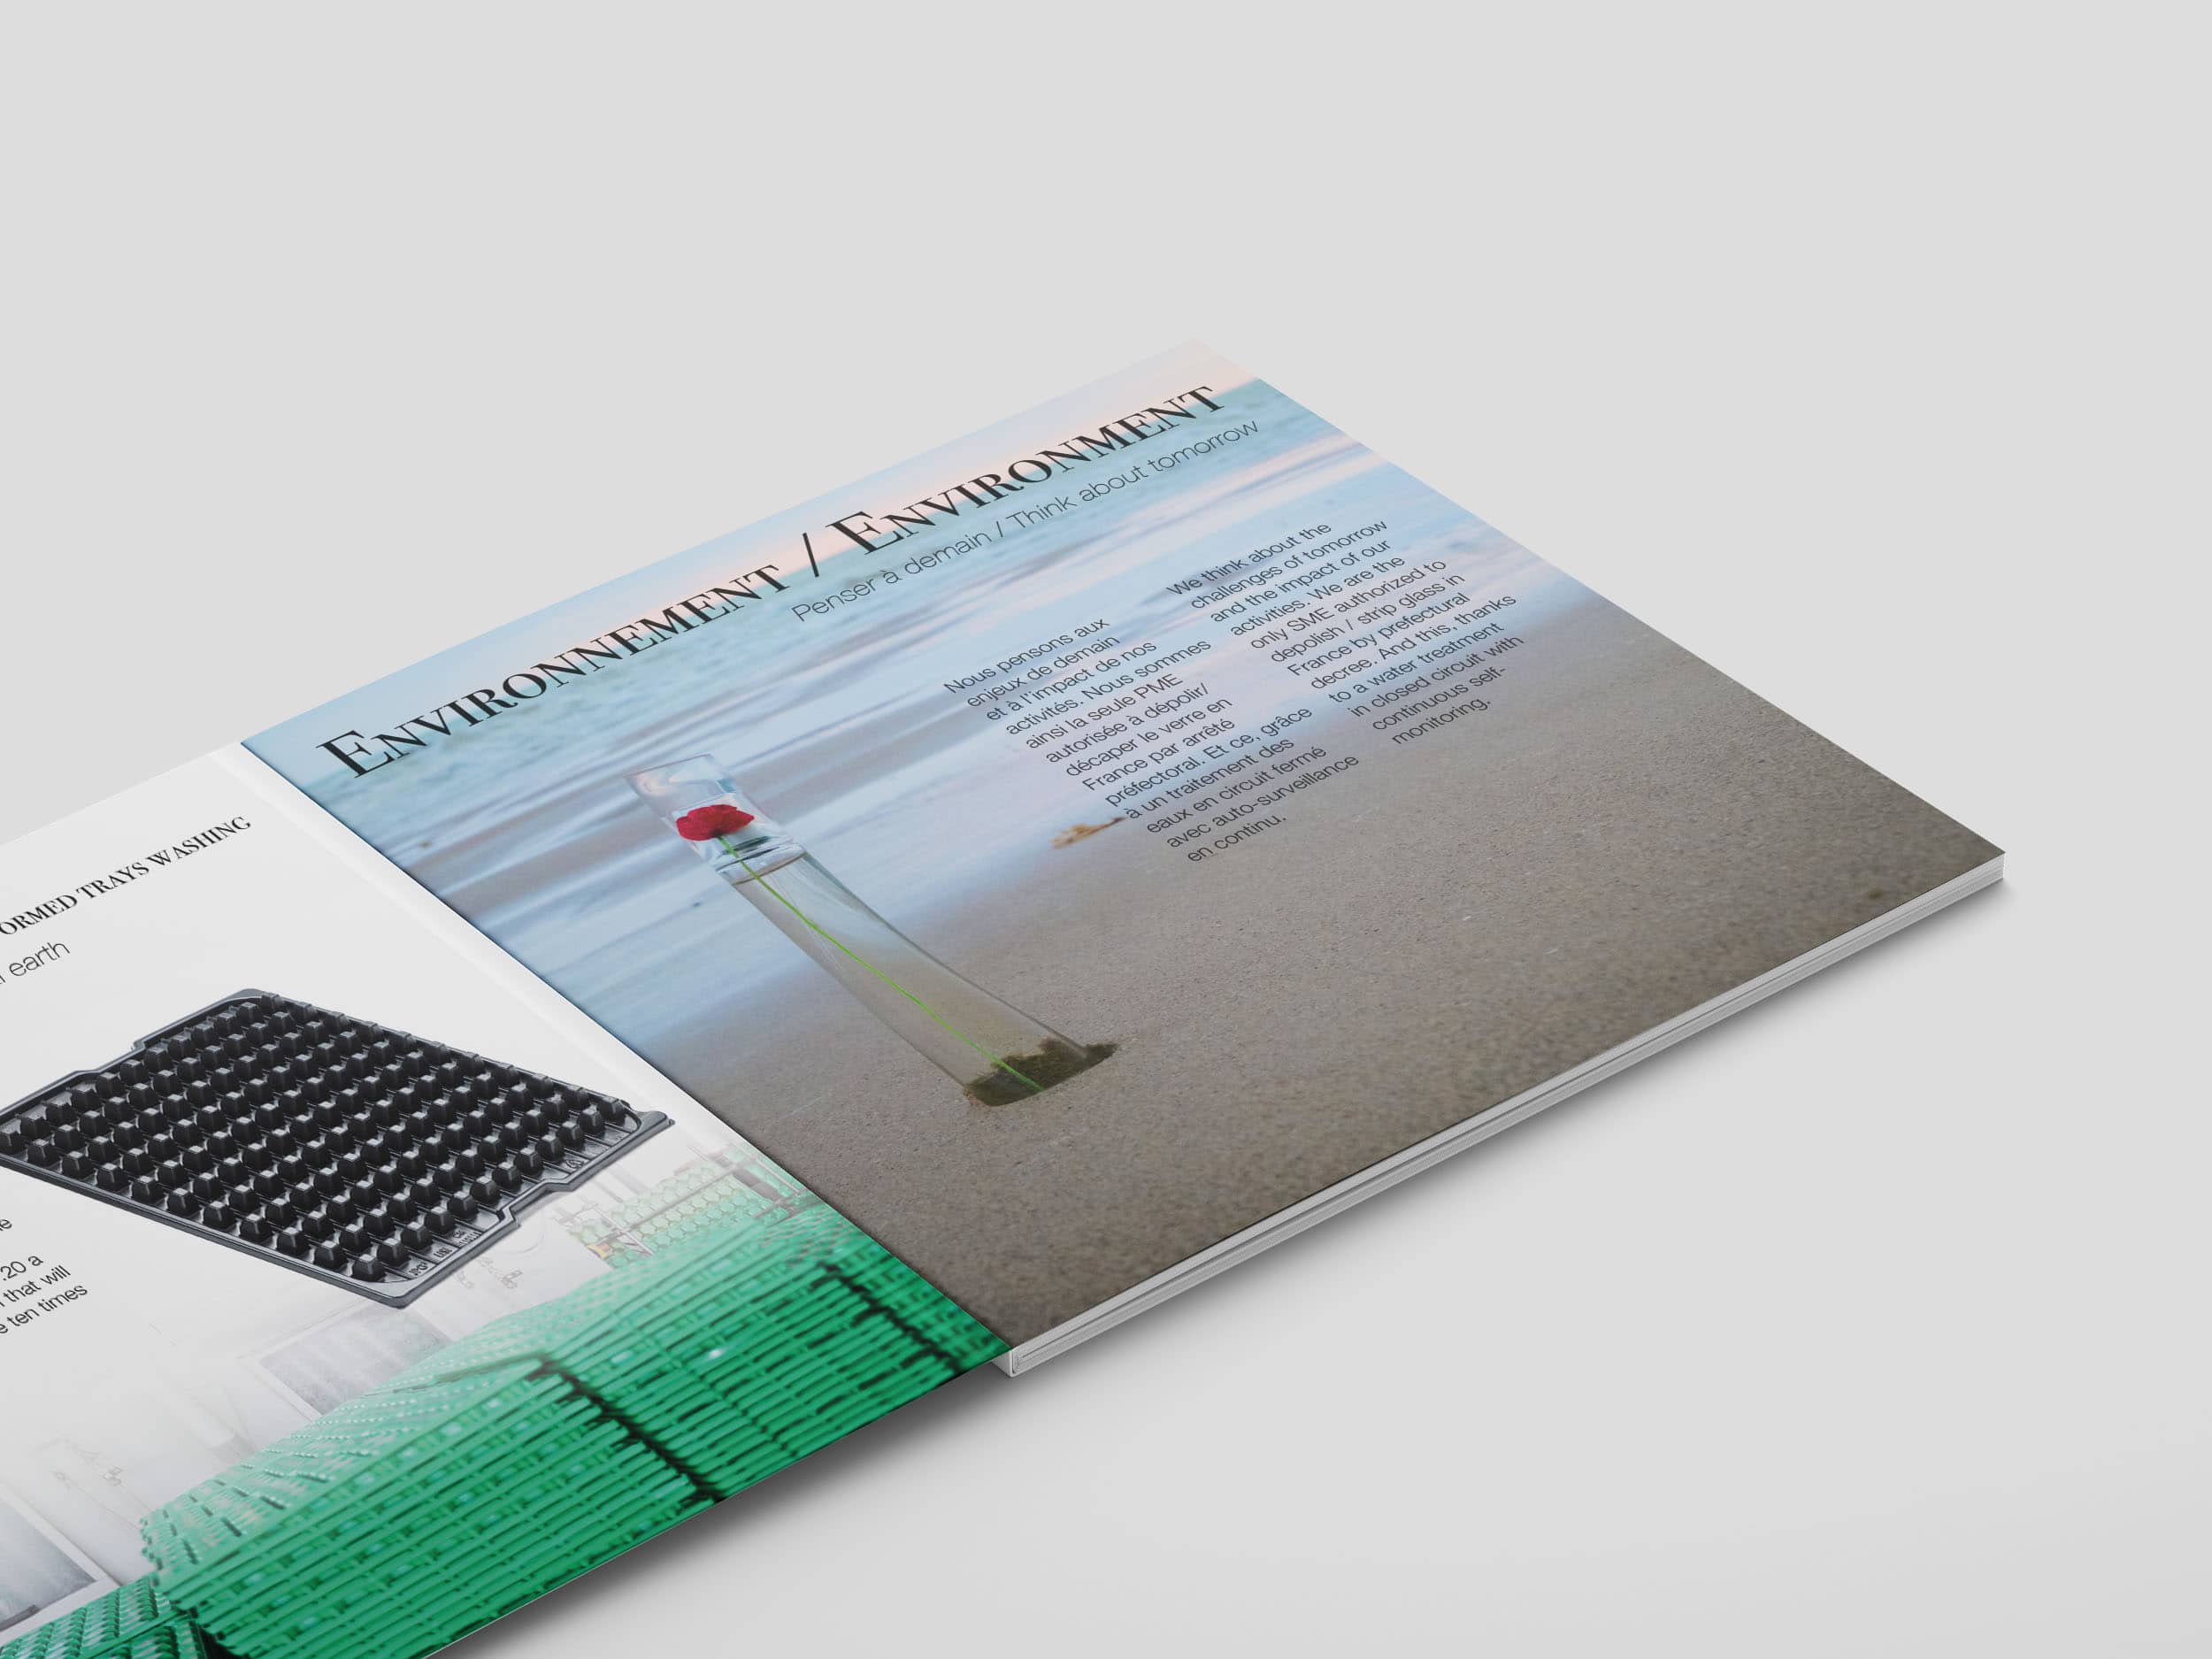 ENVIRONNEMENT / ENVIRONMENT
Penser à demain / Think about tomorrow
Nous pensons aux
enjeux de demain
et à l'impact de nos
activités. Nous sommes
ainsi la seule PME
autorisée à dépolir/
décaper le verre en
France par arrêté
préfectoral. Et ce, grâce
à un traitement des
eaux en circuit fermé
avec auto-surveillance
en continu.
We think about the
challenges of tomorrow
and the impact of our
activities. We are the
only SME authorized to
depolish / strip glass in
France by prefectural
decree. And this, thanks
to a water treatment
in closed circuit with
continuous self-
monitoring.
TRAYS WASHING
earth
20 a
that will
ten times